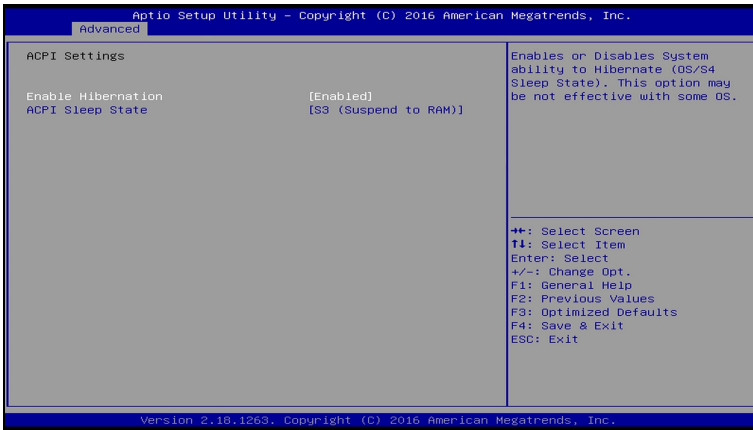 Aptio Setup Utility – Copyright (C) 2016 American Megatrends, Inc.
Advanced
ACPI Settings
Enable Hibernation [Enabled]
ACPI Sleep State [S3 (Suspend to RAM)]
Enables or Disables System
ability to Hibernate (OS/S4
Sleep State). This option may
be not effective with some OS.
→←: Select Screen
↑↓: Select Item
Enter: Select
+/-: Change Opt.
F1: General Help
F2: Previous Values
F3: Optimized Defaults
F4: Save & Exit
ESC: Exit
Version 2.18.1263. Copyright (C) 2016 American Megatrends, Inc.